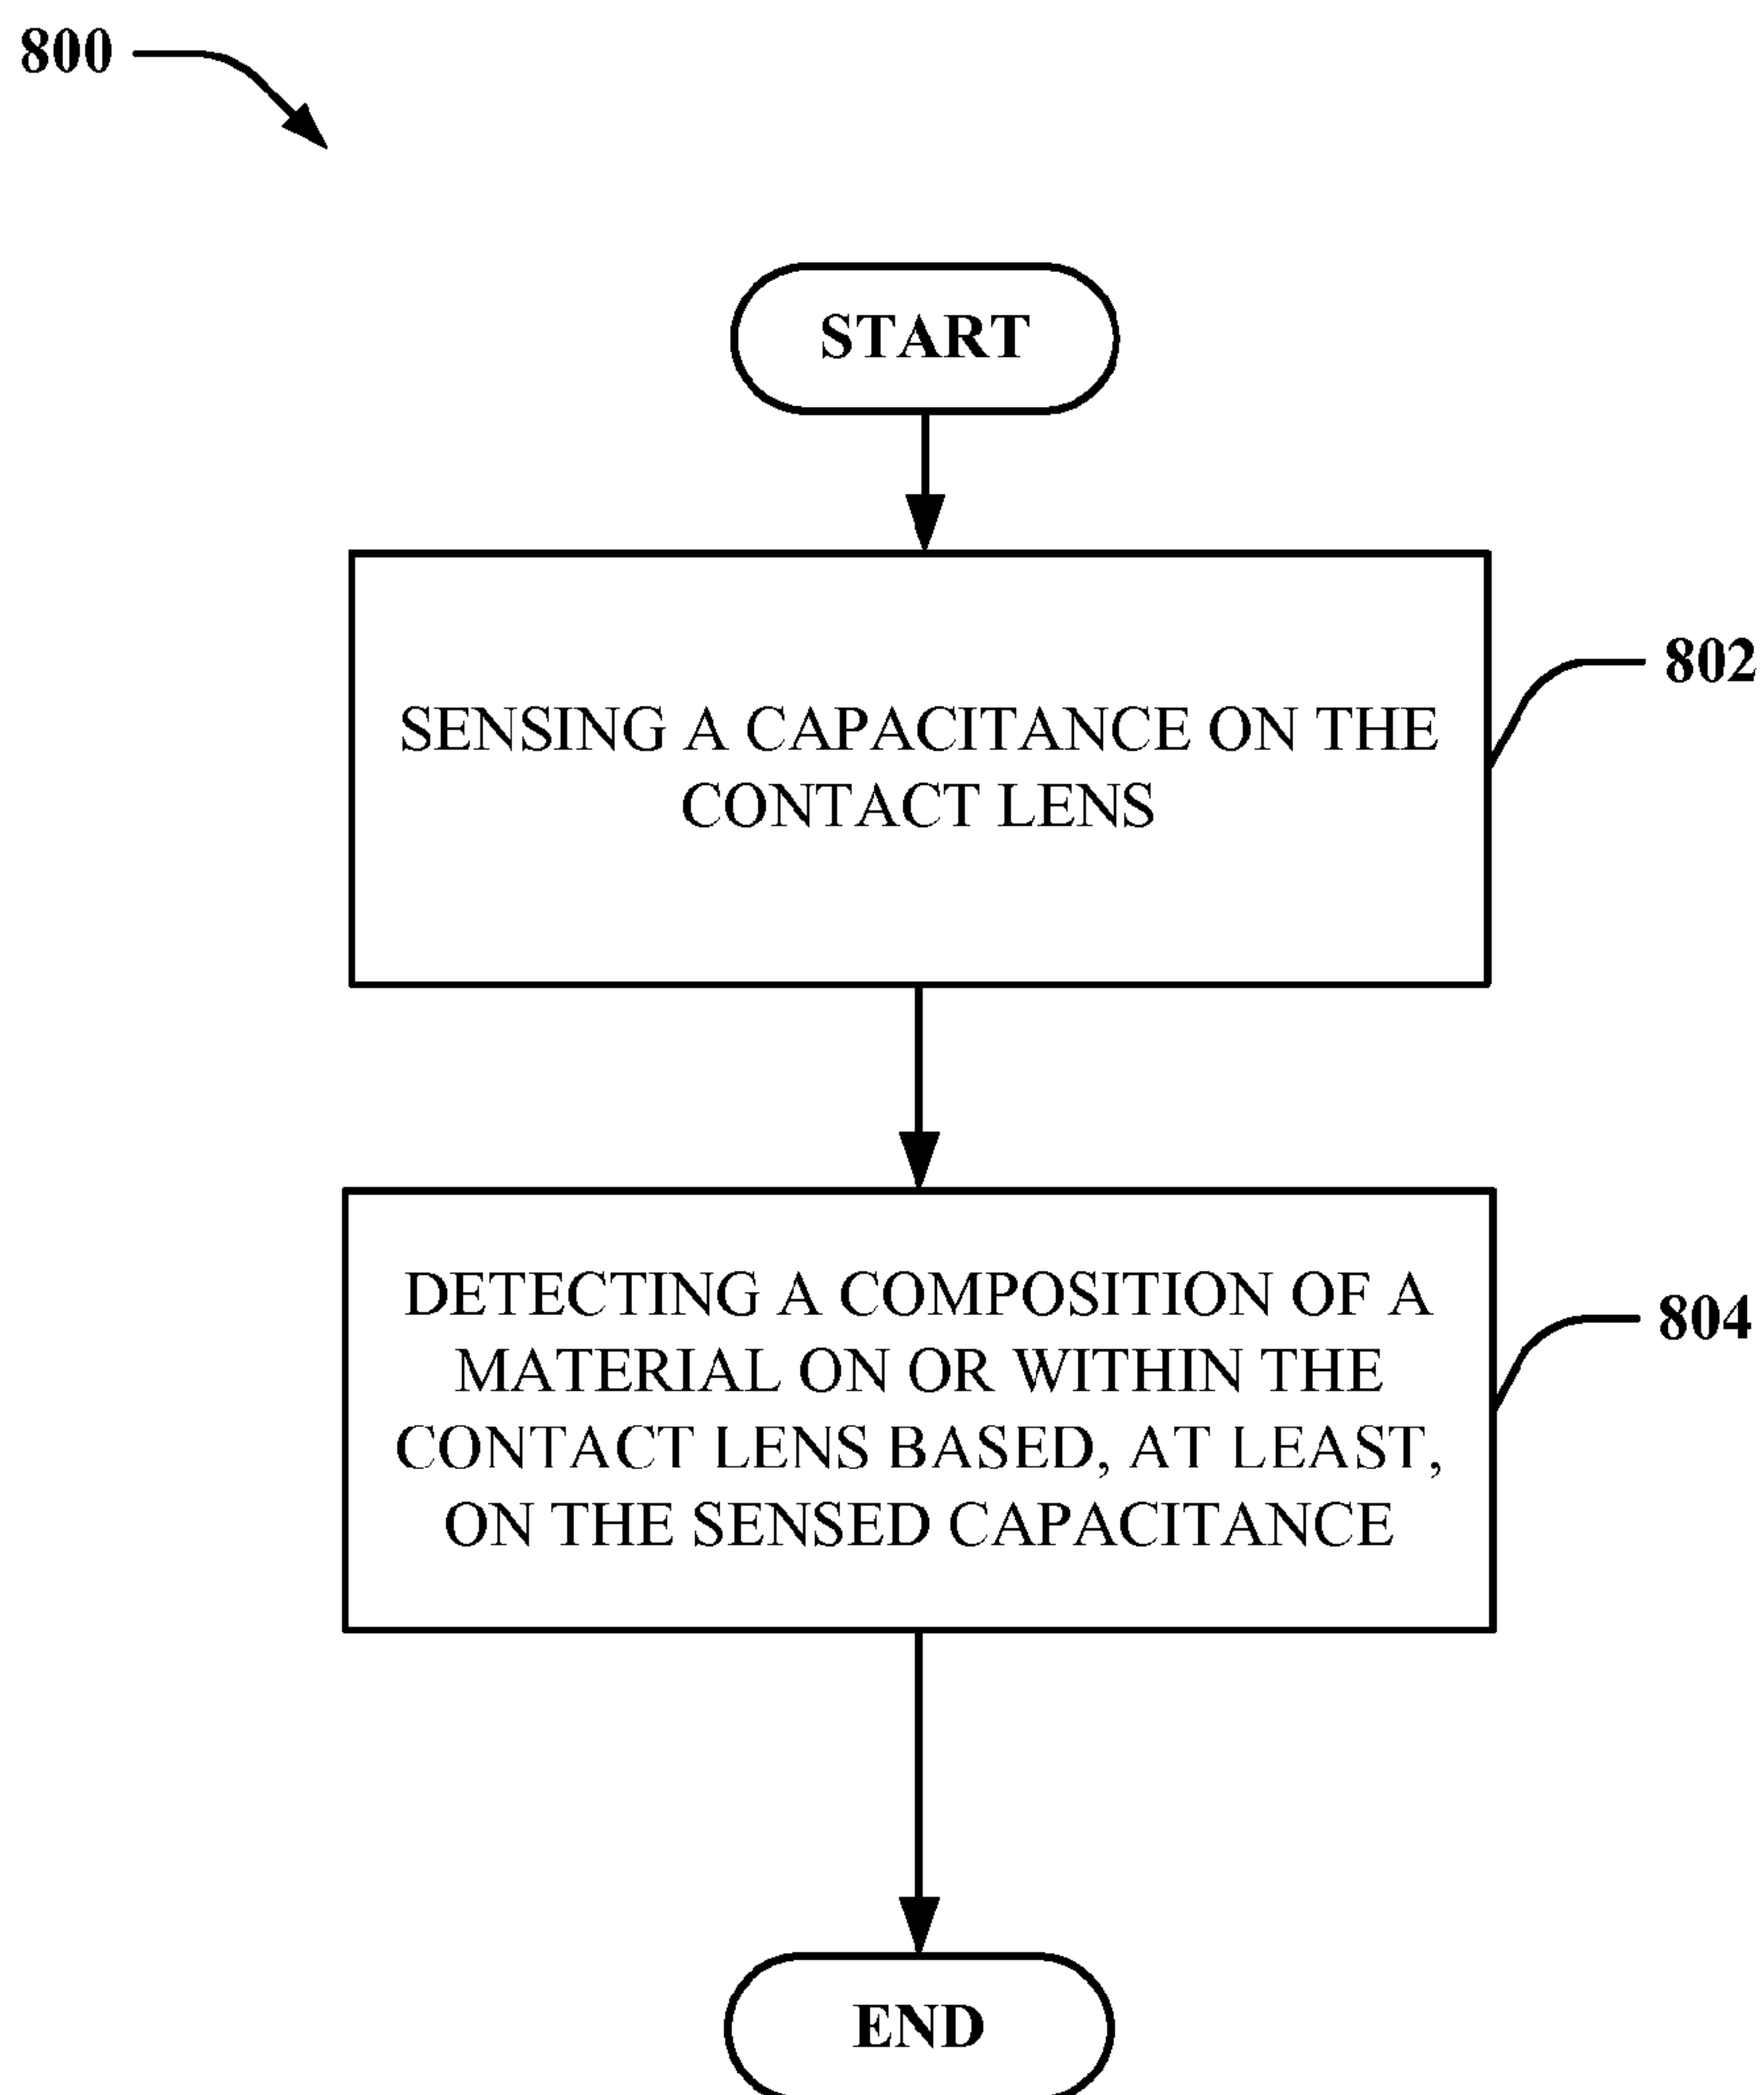 800
START
SENSING A CAPACITANCE ON THE
CONTACT LENS
802
DETECTING A COMPOSITION OF A
MATERIAL ON OR WITHIN THE
CONTACT LENS BASED, AT LEAST,
ON THE SENSED CAPACITANCE
804
END